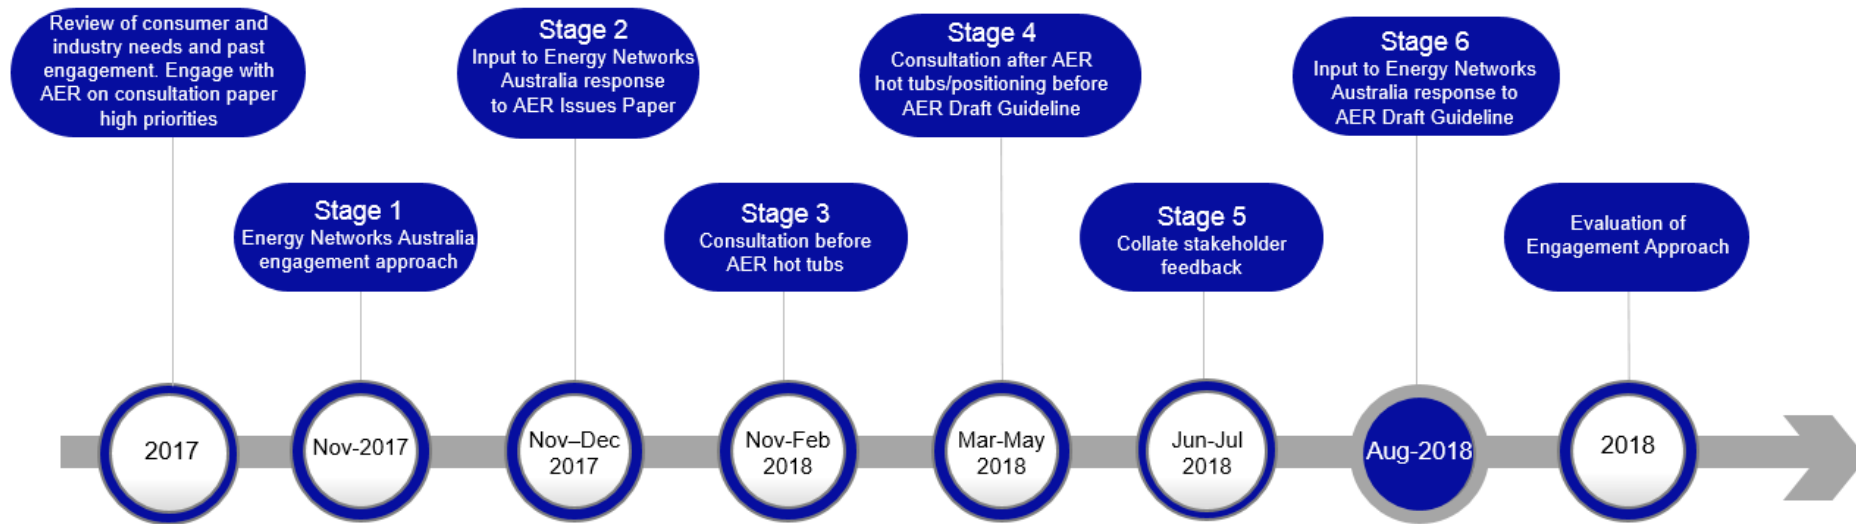 Review of consumer and
industry needs and past
engagement. Engage with
AER on consultation paper
high priorities
Stage 1
Energy Networks Australia
engagement approach
Stage 2
Input to Energy Networks
Australia response
to AER Issues Paper
Stage 3
Consultation before
AER hot tubs
Stage 4
Consultation after AER
hot tubs/positioning before
AER Draft Guideline
Stage 5
Collate stakeholder
feedback
Stage 6
Input to Energy Networks
Australia response to
AER Draft Guideline
Evaluation of
Engagement Approach
2017
Nov-2017
Nov–Dec
2017
Nov-Feb
2018
Mar-May
2018
Jun-Jul
2018
Aug-2018
2018